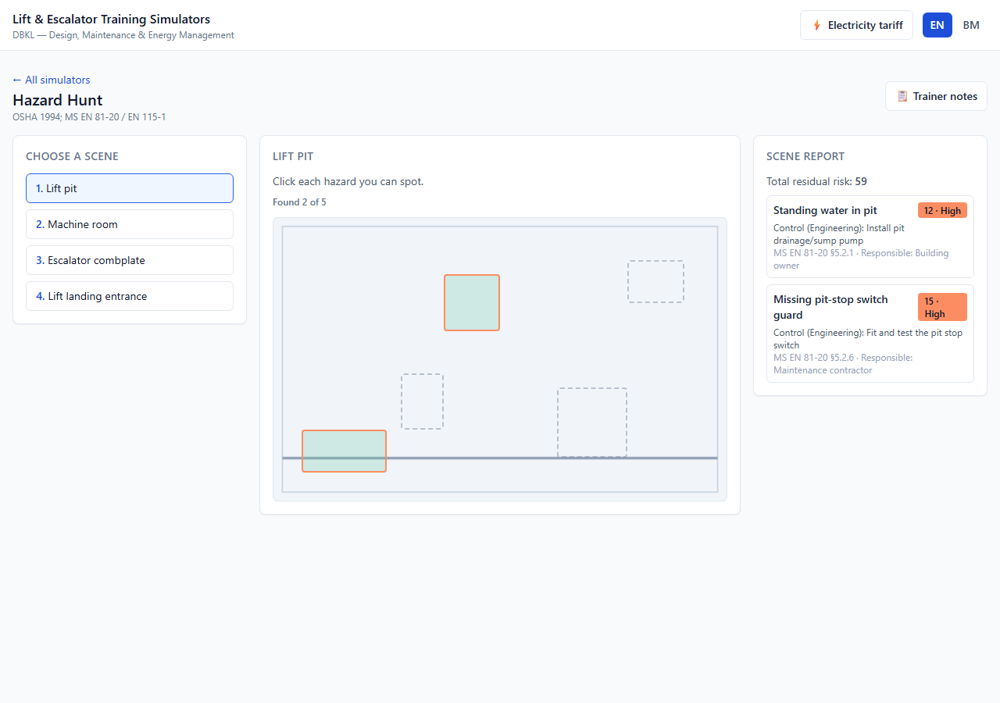 Lift & Escalator Training Simulators
DBKL — Design, Maintenance & Energy Management
Electricity tariff
EN
BM
← All simulators
Hazard Hunt
OSHA 1994; MS EN 81-20 / EN 115-1
Trainer notes
CHOOSE A SCENE
1. Lift pit
2. Machine room
3. Escalator combplate
4. Lift landing entrance
LIFT PIT
Click each hazard you can spot.
Found 2 of 5
SCENE REPORT
Total residual risk: 59
Standing water in pit
12 · High
Control (Engineering): Install pit
drainage/sump pump
MS EN 81-20 §5.2.1 · Responsible: Building
owner
Missing pit-stop switch
guard
15 ·
High
Control (Engineering): Fit and test the pit stop
switch
MS EN 81-20 §5.2.6 · Responsible:
Maintenance contractor